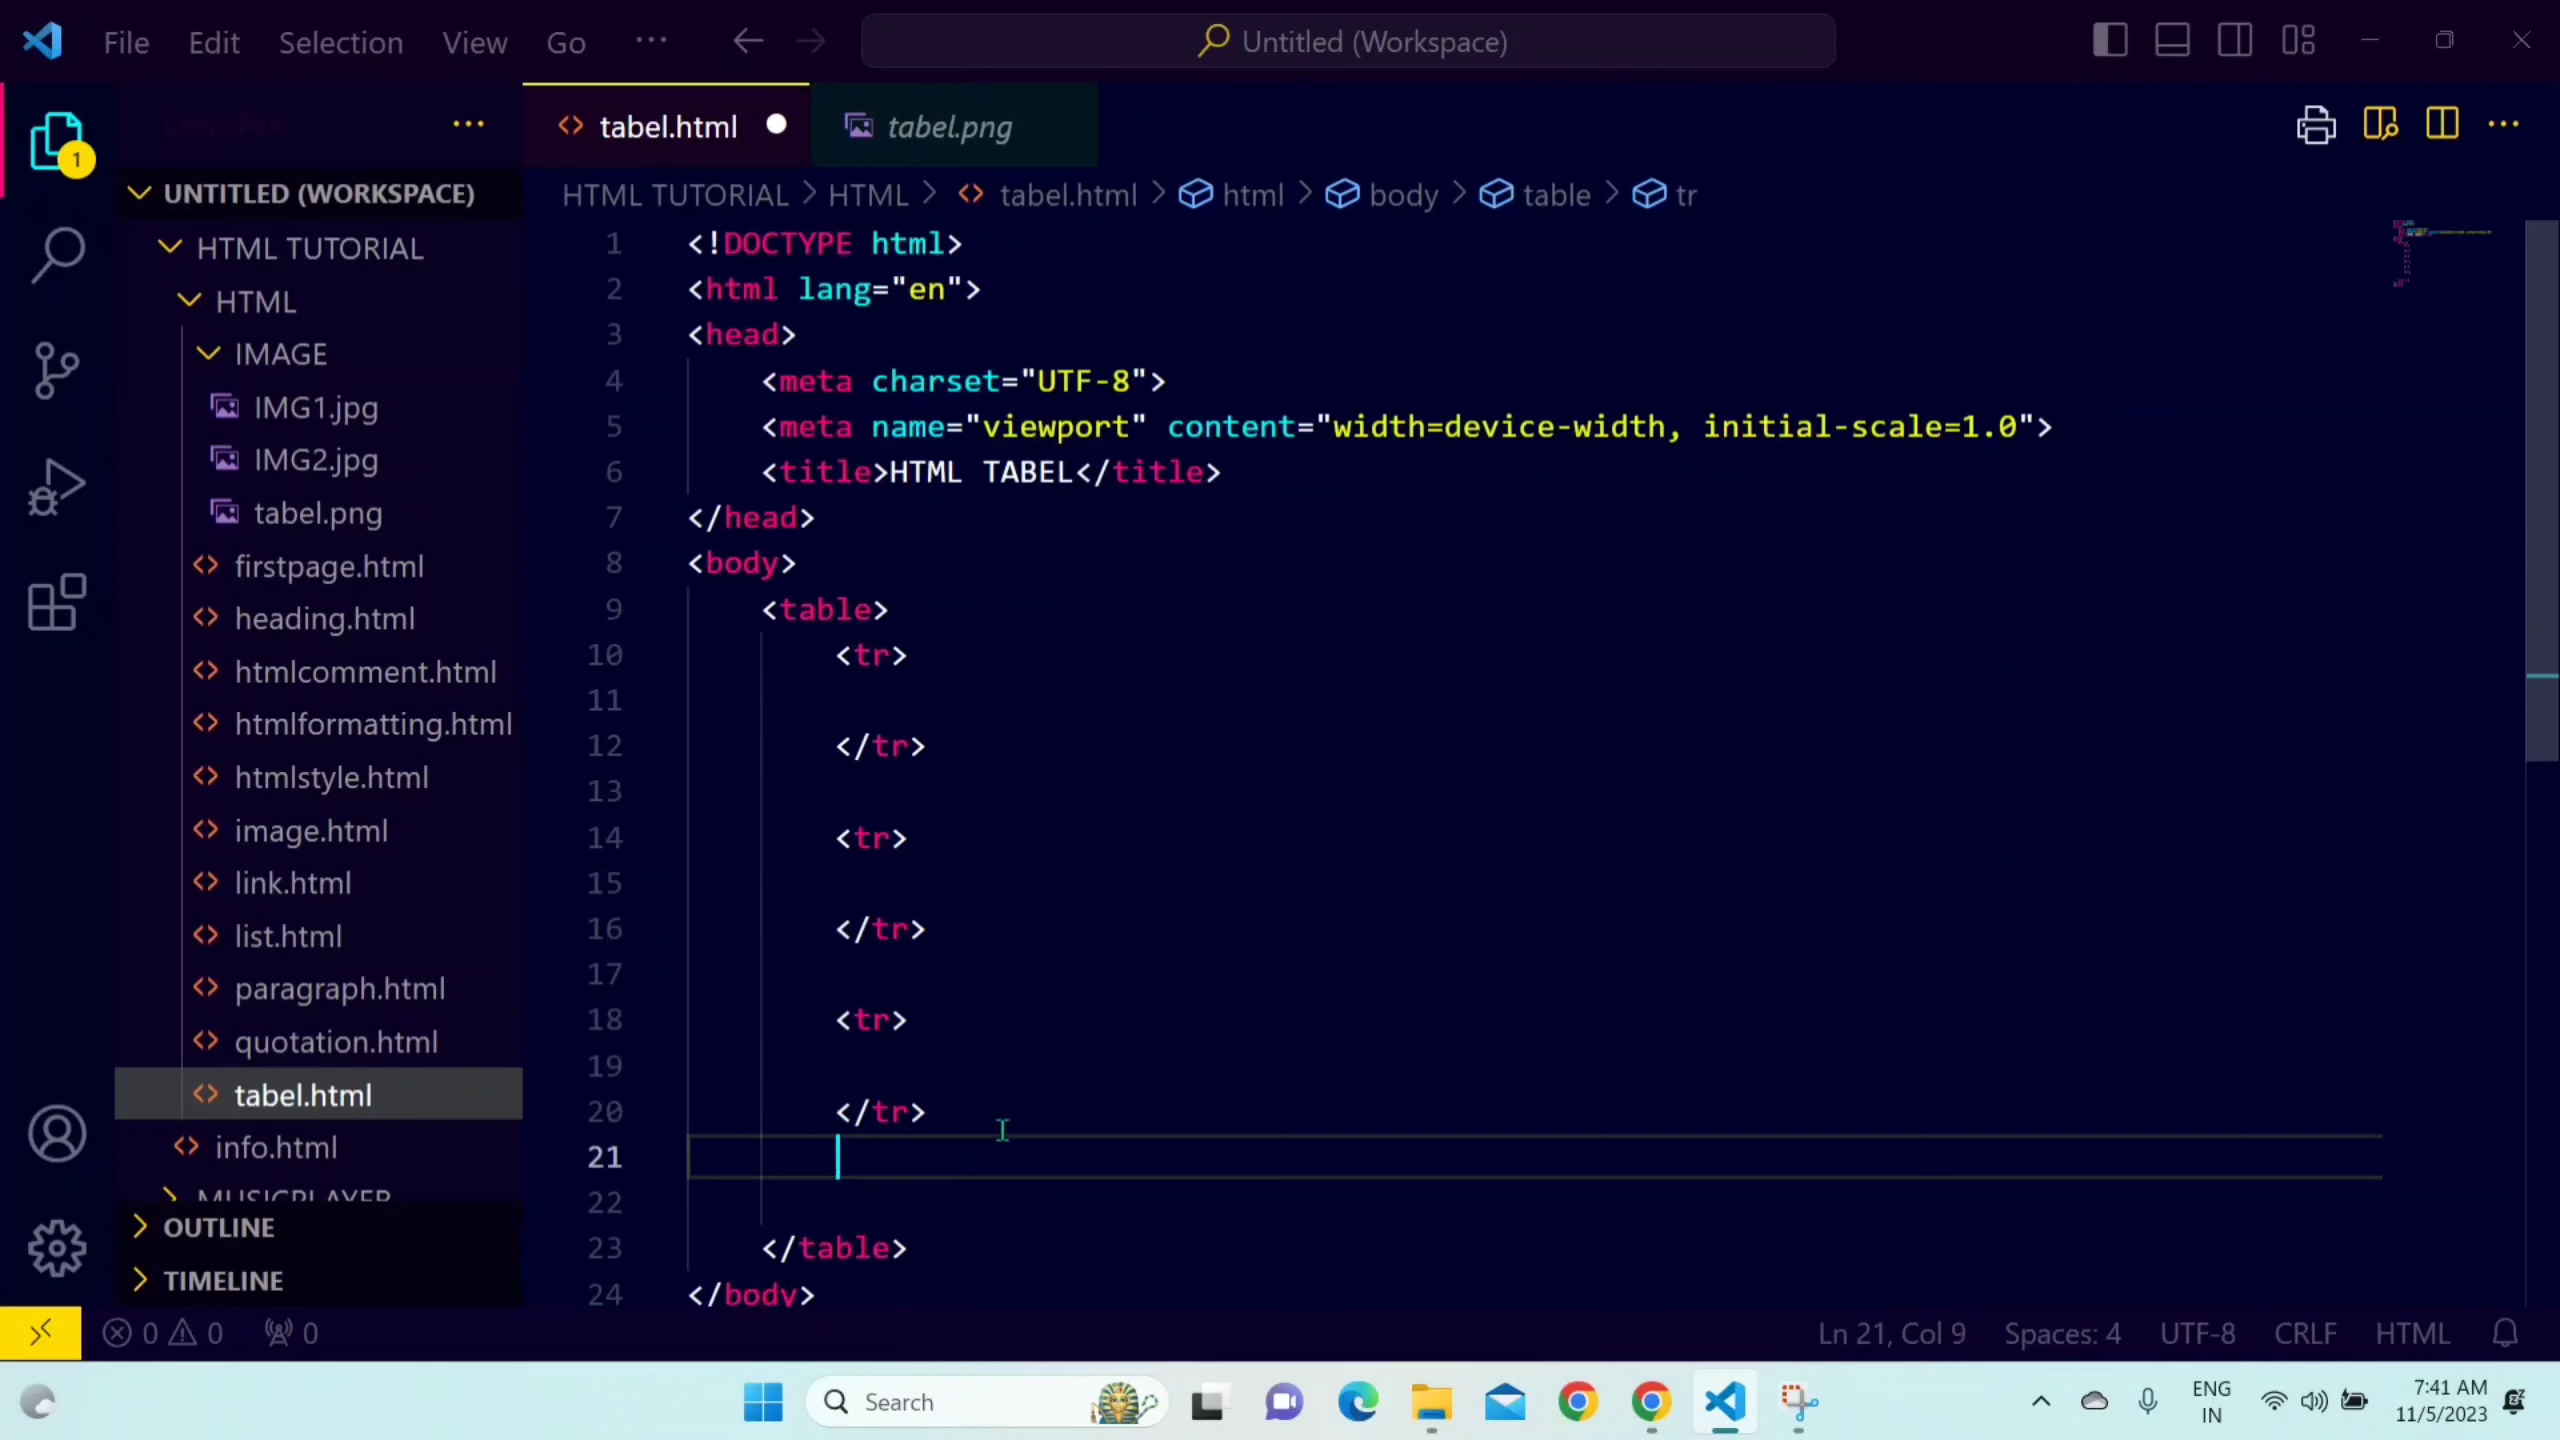 File Edit Selection View Go ··· Untitled (Workspace)
1
tabel.html tabel.png
UNTITLED (WORKSPACE)
HTML TUTORIAL
HTML
IMAGE
IMG1.jpg
IMG2.jpg
tabel.png
firstpage.html
heading.html
htmlcomment.html
htmlformatting.html
htmlstyle.html
image.html
link.html
list.html
paragraph.html
quotation.html
tabel.html
info.html
MUSICPLAYER
OUTLINE
TIMELINE
HTML TUTORIAL > HTML > tabel.html > html > body > table > tr
1 <!DOCTYPE html>
2 <html lang="en">
3 <head>
4 <meta charset="UTF-8">
5 <meta name="viewport" content="width=device-width, initial-scale=1.0">
6 <title>HTML TABEL</title>
7 </head>
8 <body>
9 <table>
10 <tr>
11
12 </tr>
13
14 <tr>
15
16 </tr>
17
18 <tr>
19
20 </tr>
21
22
23 </table>
24 </body>
0 0 0 Ln 21, Col 9 Spaces: 4 UTF-8 CRLF HTML
Search ENG 7:41 AM
IN 11/5/2023